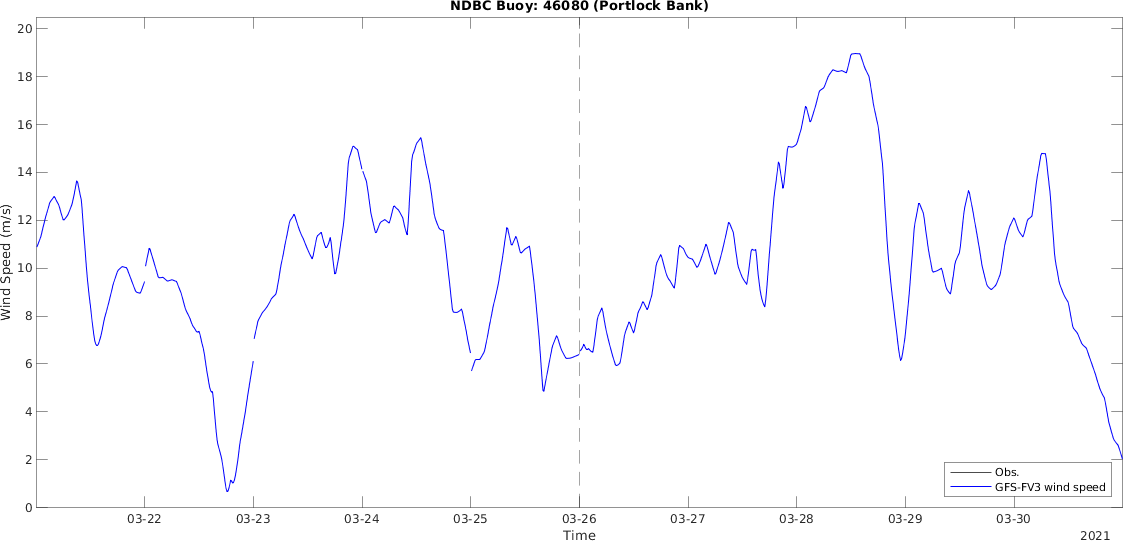 NDBC Buoy: 46080 (Portlock Bank)
20
18
16
14
12
10
8
6
4
2
0
Wind Speed (m/s)
Obs.
GFS-FV3 wind speed
03-22 03-23 03-24 03-25 03-26 03-27 03-28 03-29 03-30
Time
2021